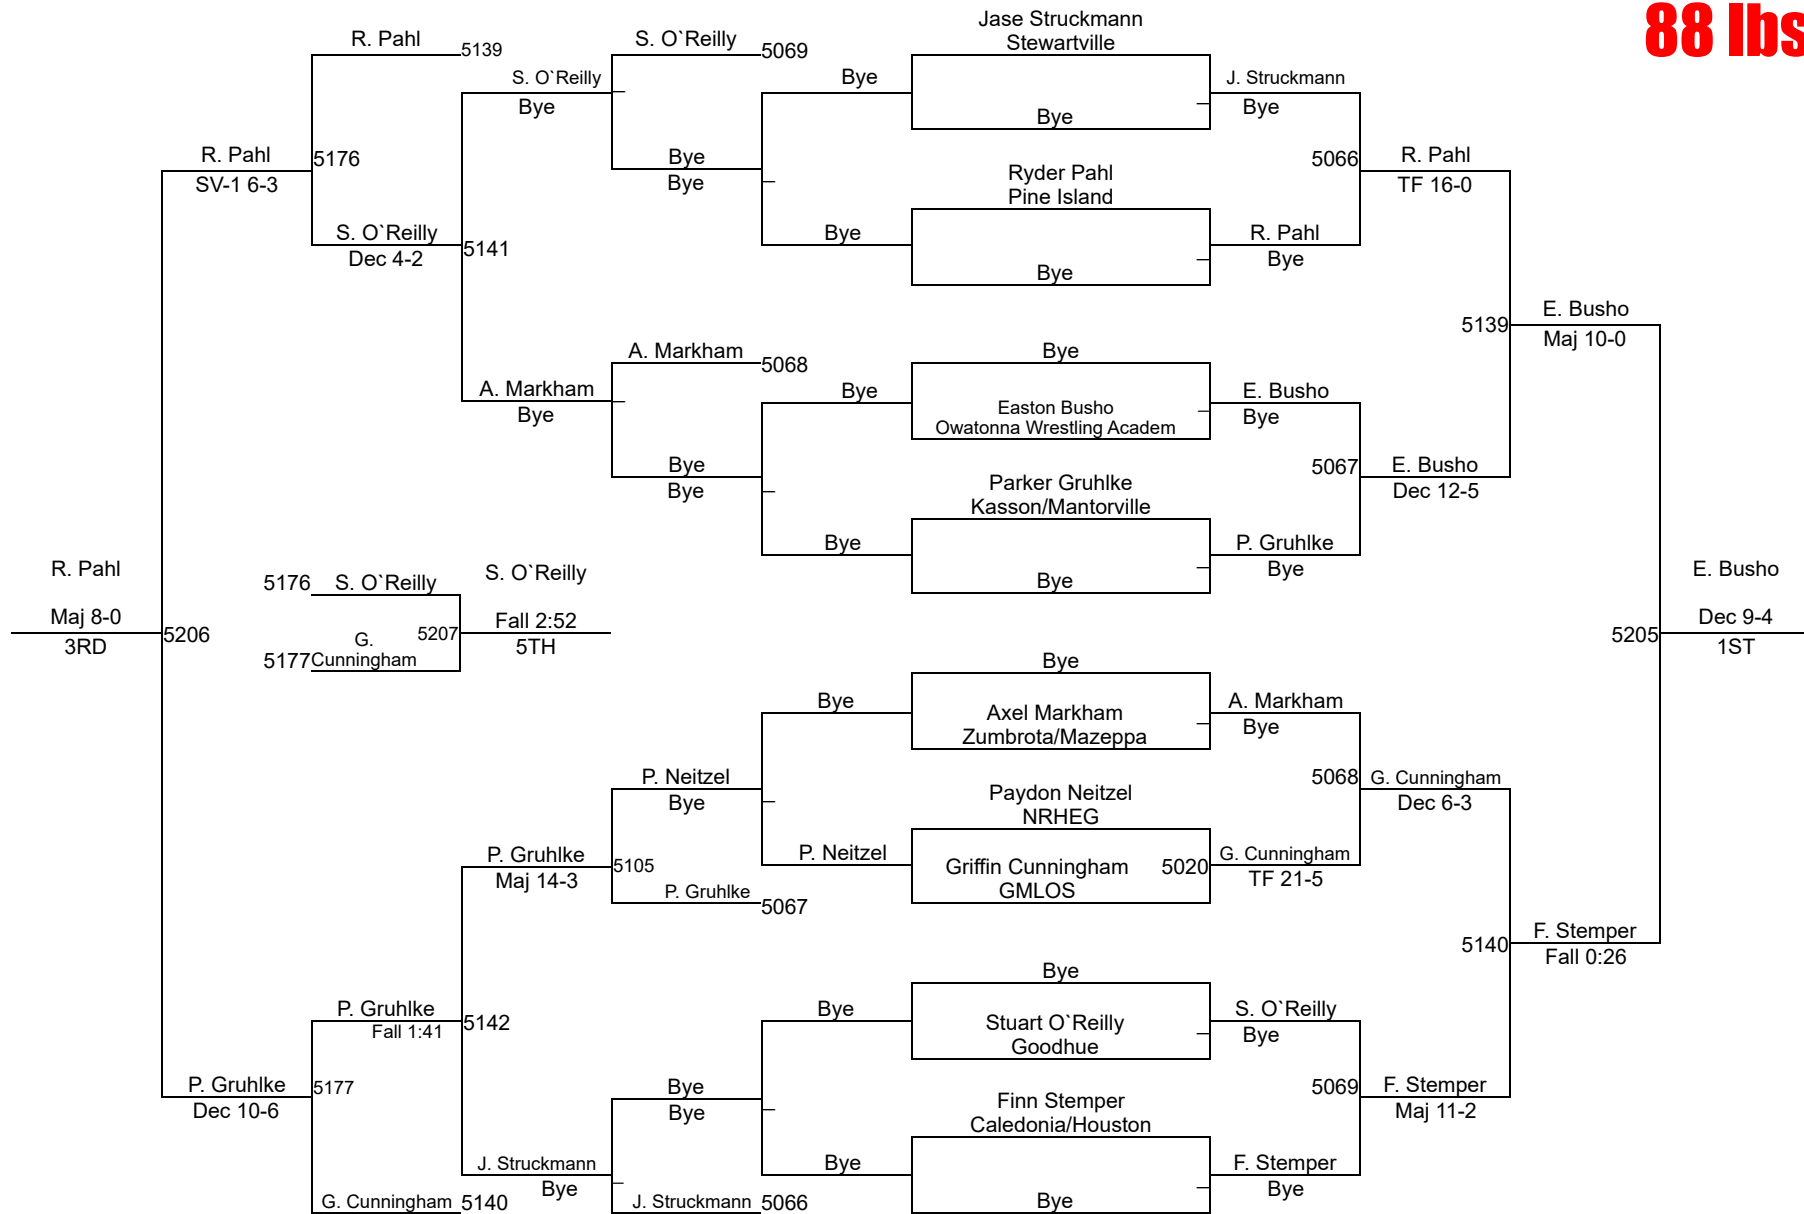 88 lbs
Jase Struckmann
Stewartville
R. Pahl
5139
S. O`Reilly
5069
S. O`Reilly
Bye
Bye
J. Struckmann
Bye
Bye
Bye
Bye
R. Pahl
SV-1 6-3
5176
5066
R. Pahl
TF 16-0
Ryder Pahl
Pine Island
S. O`Reilly
Dec 4-2
5141
Bye
R. Pahl
Bye
Bye
E. Busho
Maj 10-0
5139
A. Markham
5068
Bye
A. Markham
Bye
Bye
Easton Busho
Owatonna Wrestling Academ
E. Busho
Bye
Bye
Bye
5067
E. Busho
Dec 12-5
Parker Gruhlke
Kasson/Mantorville
Bye
P. Gruhlke
Bye
Bye
R. Pahl
Maj 8-0
3RD
5206
5176
S. O`Reilly
5177
G.
Cunningham
5207
S. O`Reilly
Fall 2:52
5TH
E. Busho
Dec 9-4
1ST
5205
Bye
Bye
Axel Markham
Zumbrota/Mazeppa
A. Markham
Bye
P. Neitzel
Bye
5068
G. Cunningham
Dec 6-3
Paydon Neitzel
NRHEG
P. Gruhlke
Maj 14-3
5105
P. Neitzel
Griffin Cunningham
GMLOS
5020
G. Cunningham
TF 21-5
P. Gruhlke
5067
5140
F. Stemper
Fall 0:26
Bye
P. Gruhlke
Fall 1:41
5142
Bye
Stuart O`Reilly
Goodhue
S. O`Reilly
Bye
P. Gruhlke
Dec 10-6
5177
Bye
Bye
5069
F. Stemper
Maj 11-2
Finn Stemper
Caledonia/Houston
J. Struckmann
Bye
Bye
F. Stemper
Bye
G. Cunningham
5140
J. Struckmann
5066
Bye